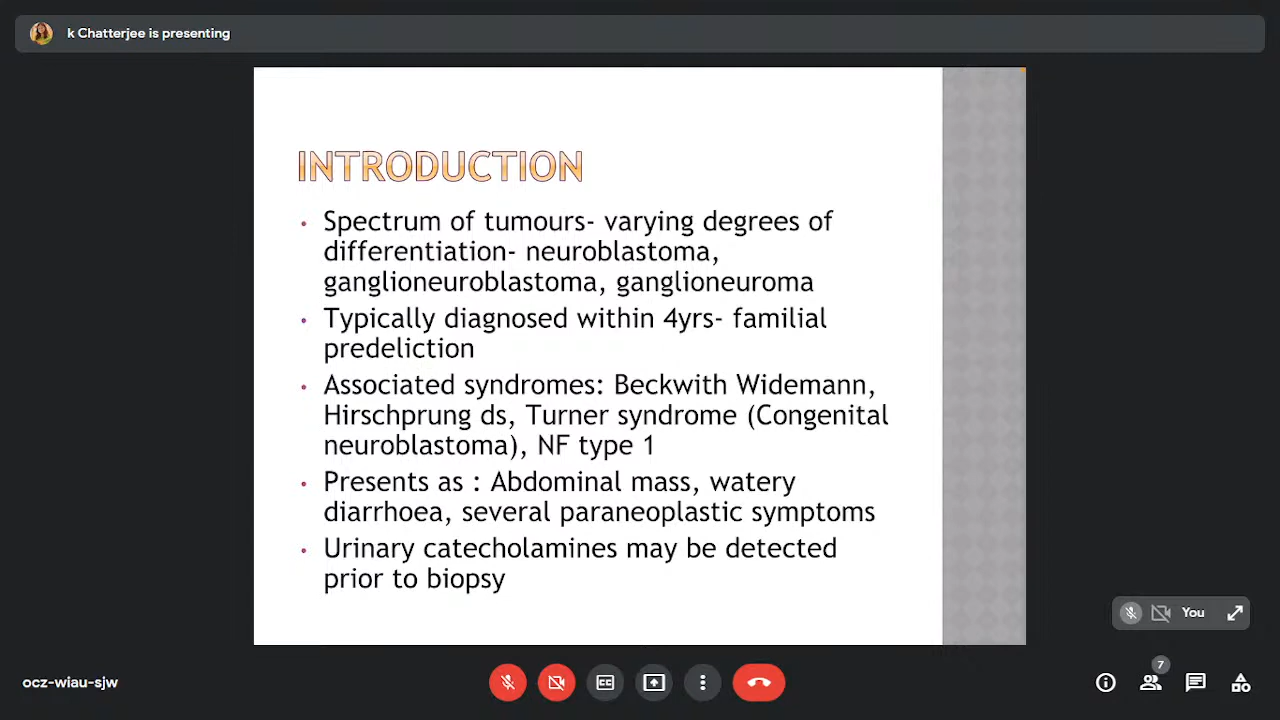 k Chatterjee is presenting
INTRODUCTION
• Spectrum of tumours- varying degrees of
differentiation- neuroblastoma,
ganglioneuroblastoma, ganglioneuroma
• Typically diagnosed within 4yrs- familial
predeliction
• Associated syndromes: Beckwith Widemann,
Hirschprung ds, Turner syndrome (Congenital
neuroblastoma), NF type 1
• Presents as : Abdominal mass, watery
diarrhoea, several paraneoplastic symptoms
• Urinary catecholamines may be detected
prior to biopsy
You
ocz-wiau-sjw
CC
7